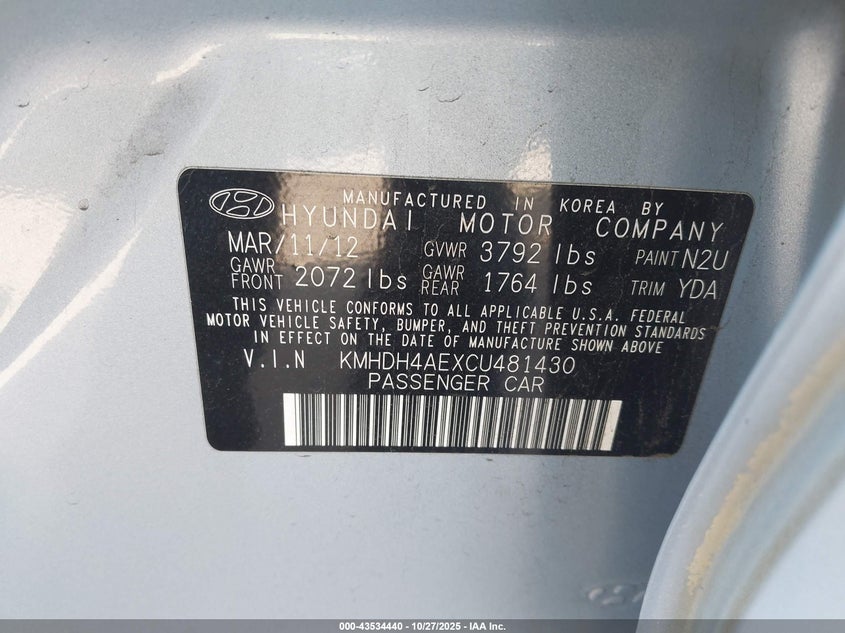 MANUFACTURED IN KOREA BY
HYUNDAI MOTOR COMPANY
MAR/11/12 GVWR 3792 lbs PAINT N2U
GAWR FRONT 2072 lbs GAWR REAR 1764 lbs TRIM YDA
THIS VEHICLE CONFORMS TO ALL APPLICABLE U.S.A. FEDERAL
MOTOR VEHICLE SAFETY, BUMPER, AND THEFT PREVENTION STANDARDS
IN EFFECT ON THE DATE OF MANUFACTURE SHOWN ABOVE
V.I.N KMHDH4AEXCU481430
PASSENGER CAR
000-43534440 - 10/27/2025 - IAA Inc.